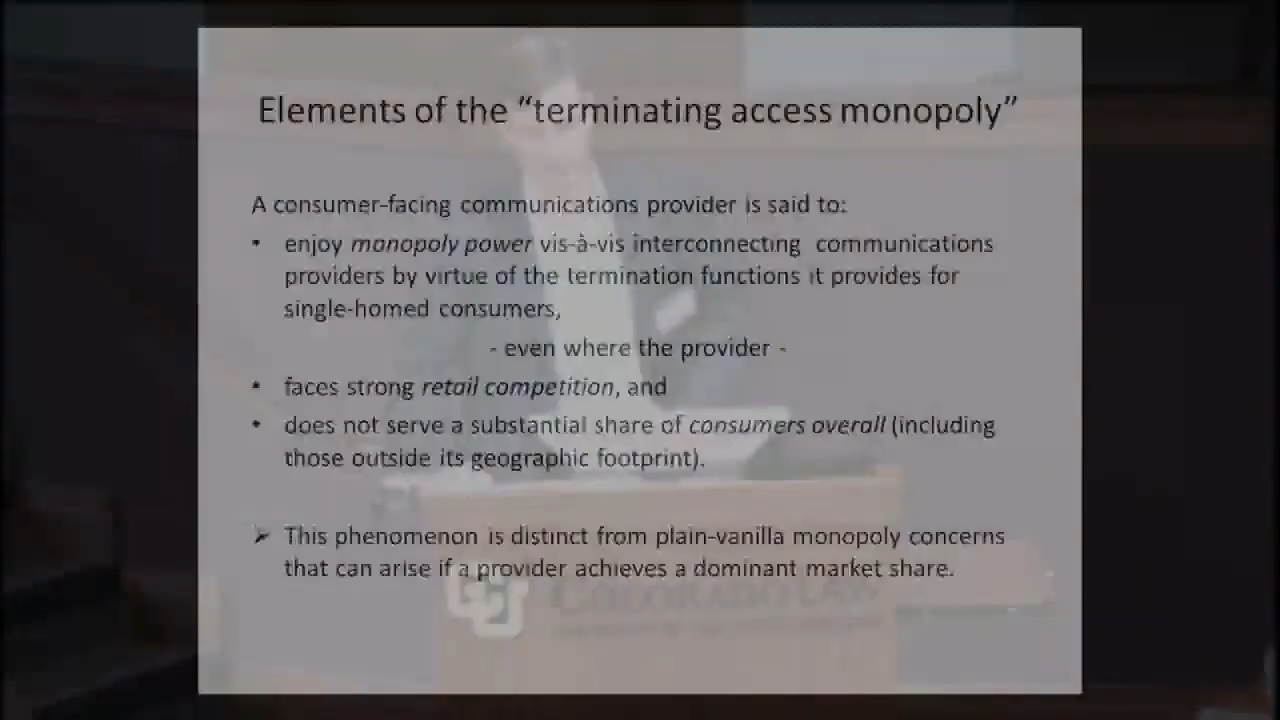 Elements of the “terminating access monopoly”
A consumer-facing communications provider is said to:
• enjoy monopoly power vis-à-vis interconnecting communications
providers by virtue of the termination functions it provides for
single-homed consumers,
- even where the provider -
• faces strong retail competition, and
• does not serve a substantial share of consumers overall (including
those outside its geographic footprint).
➢ This phenomenon is distinct from plain-vanilla monopoly concerns
that can arise if a provider achieves a dominant market share.
COLORADO LAW